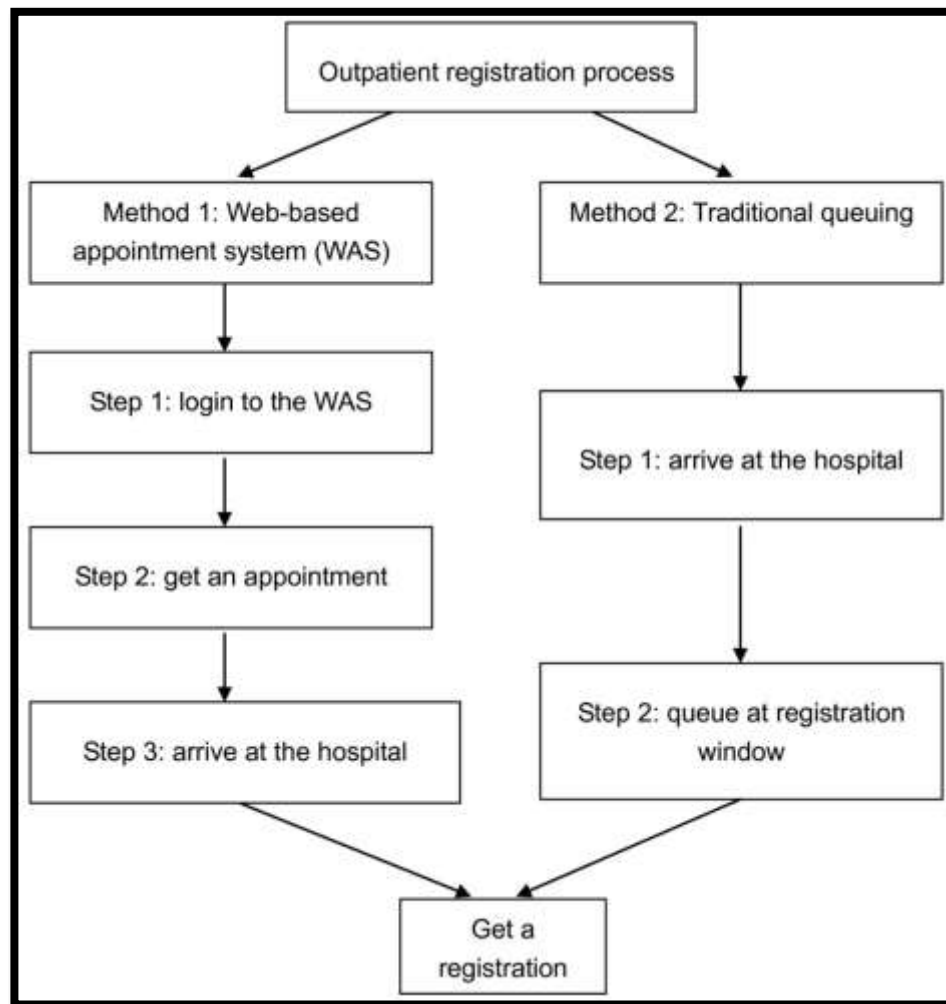 Outpatient registration process
Method 1: Web-based
appointment system (WAS)
Method 2: Traditional queuing
Step 1: login to the WAS
Step 1: arrive at the hospital
Step 2: get an appointment
Step 2: queue at registration
window
Step 3: arrive at the hospital
Get a
registration